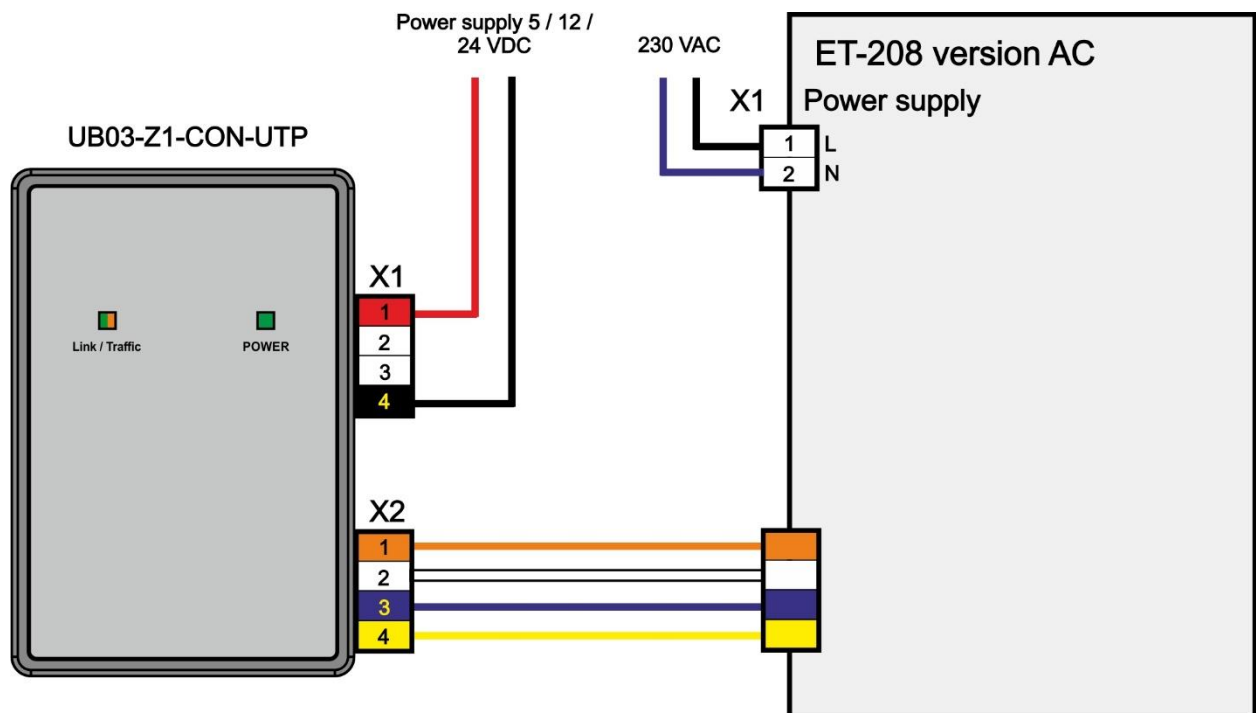 Power supply 5 / 12 /
24 VDC
230 VAC
ET-208 version AC
X1 Power supply
1 L
2 N
UB03-Z1-CON-UTP
Link / Traffic
POWER
X1
1
2
3
4
X2
1
2
3
4